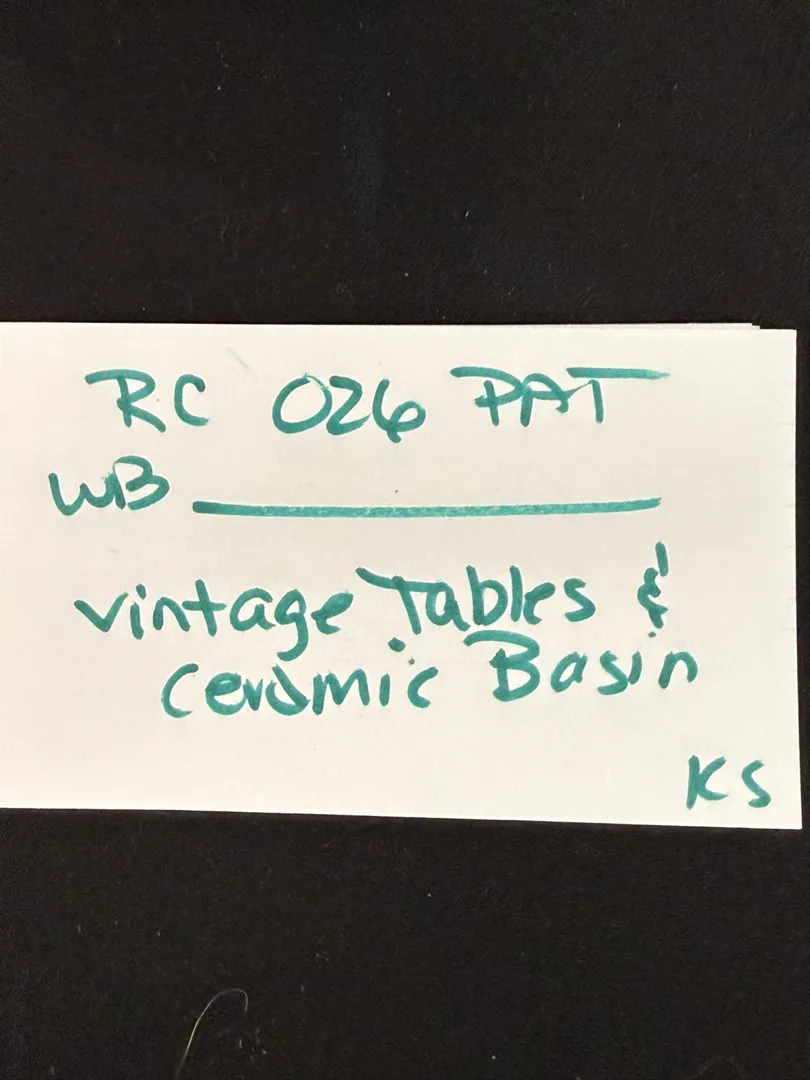 RC 026 PAT
WB
vintage Tables &
Ceramic Basin
KS